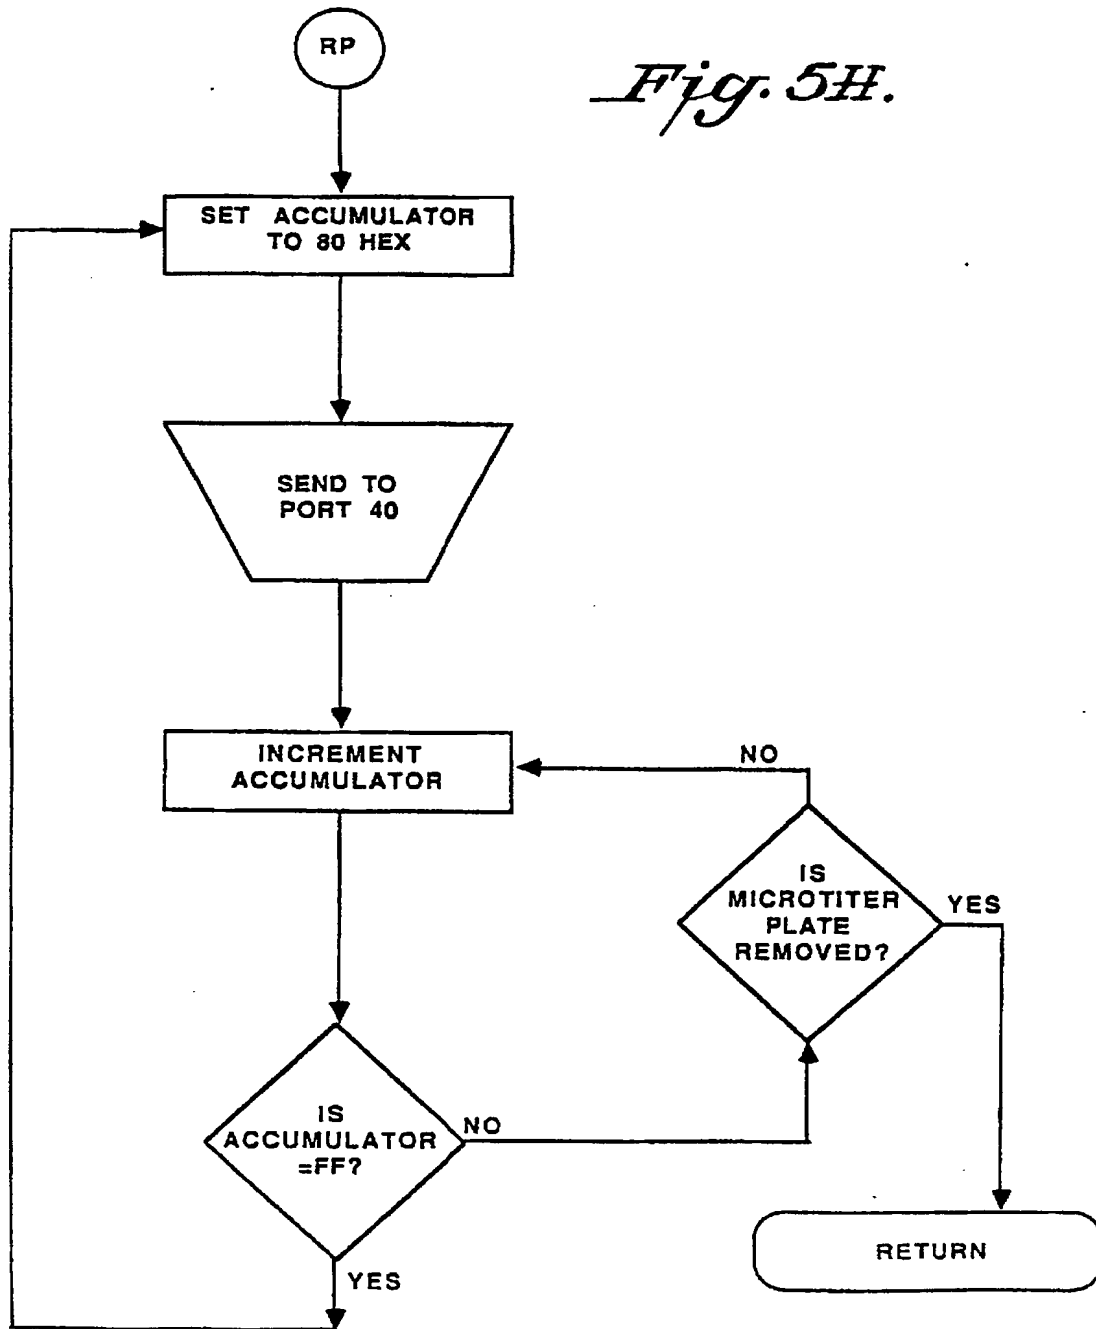 RP
Fig. 5H.
SET ACCUMULATOR
TO 80 HEX
SEND TO
PORT 40
INCREMENT
ACCUMULATOR
NO
IS
MICROTITER
PLATE
REMOVED?
YES
IS
ACCUMULATOR
=FF?
NO
YES
RETURN